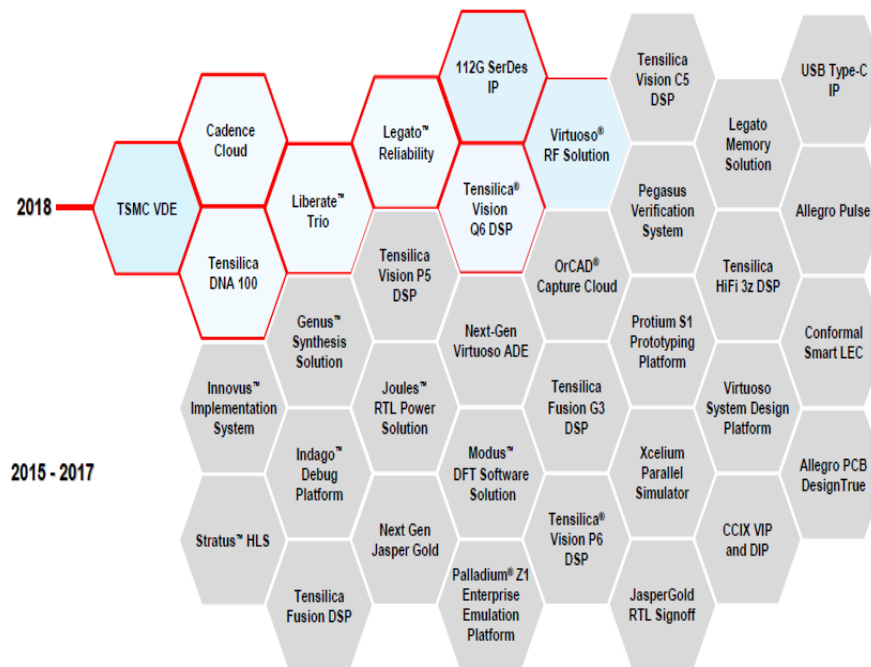 2018
TSMC VDE
Cadence
Cloud
Tensilica
DNA 100
Liberate™
Trio
Legato™
Reliability
112G SerDes
IP
Tensilica®
Vision
Q6 DSP
Virtuoso®
RF Solution
2015 - 2017
Innovus™
Implementation
System
Stratus™ HLS
Genus™
Synthesis
Solution
Indago™
Debug
Platform
Tensilica
Fusion DSP
Tensilica
Vision P5
DSP
Joules™
RTL Power
Solution
Next Gen
Jasper Gold
Next-Gen
Virtuoso ADE
Modus™
DFT Software
Solution
Palladium® Z1
Enterprise
Emulation
Platform
OrCAD®
Capture Cloud
Tensilica
Fusion G3
DSP
Tensilica®
Vision P6
DSP
Tensilica
Vision C5
DSP
Pegasus
Verification
System
Protium S1
Prototyping
Platform
Xcelium
Parallel
Simulator
JasperGold
RTL Signoff
Legato
Memory
Solution
Tensilica
HiFi 3z DSP
Virtuoso
System Design
Platform
CCIX VIP
and DIP
USB Type-C
IP
Allegro Pulse
Conformal
Smart LEC
Allegro PCB
DesignTrue